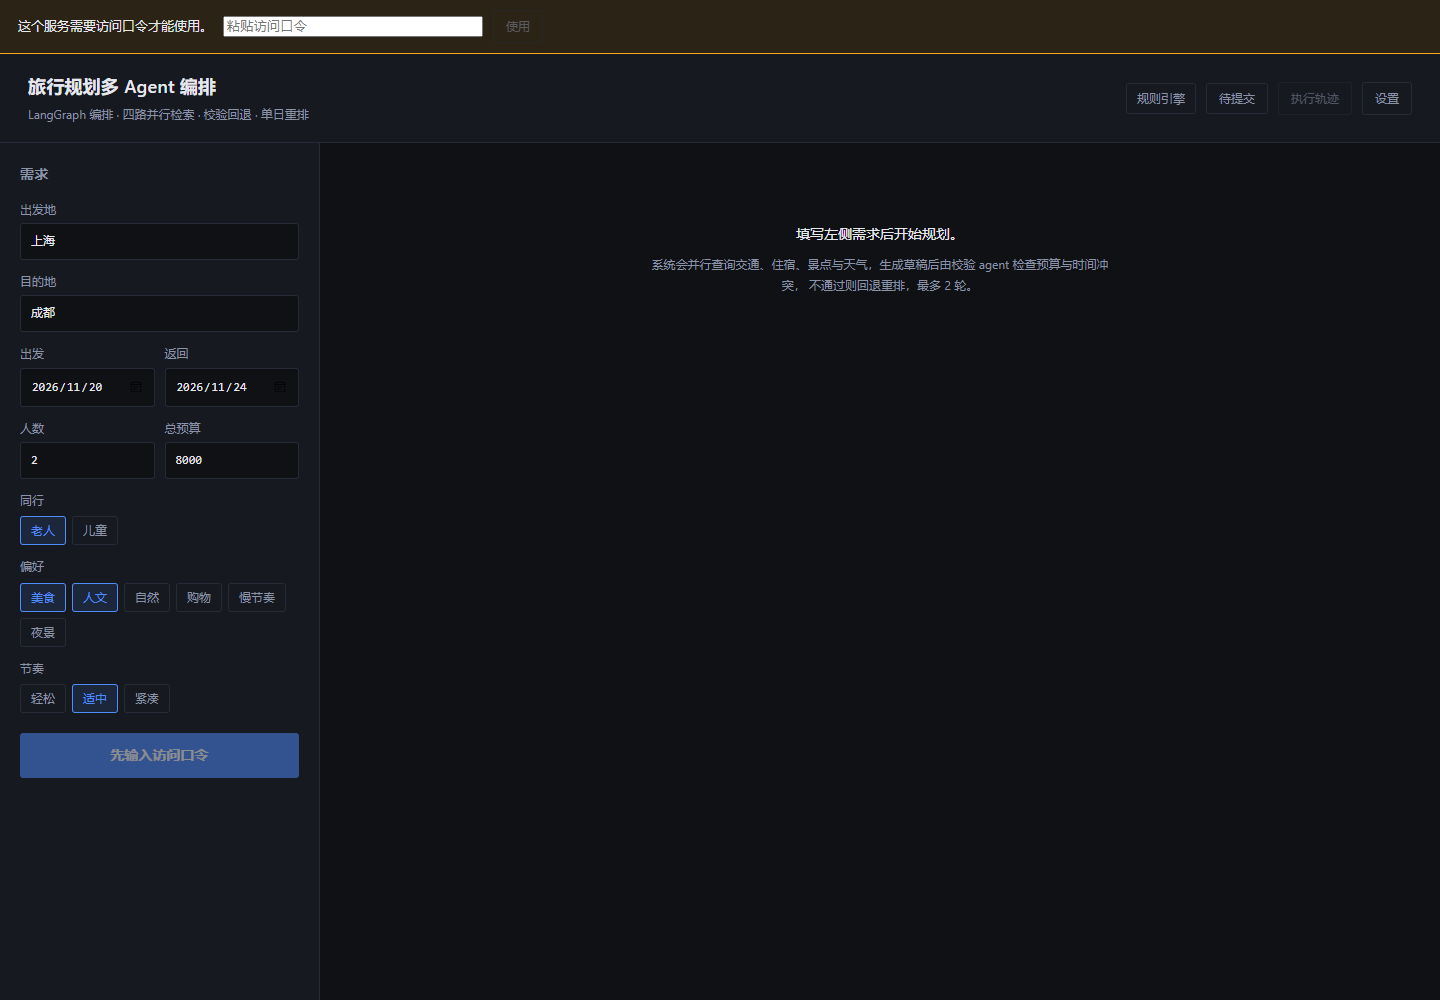 这个服务需要访问口令才能使用。 粘贴访问口令 使用
旅行规划多 Agent 编排
LangGraph 编排 · 四路并行检索 · 校验回退 · 单日重排
规则引擎 待提交 执行轨迹 设置
需求
出发地
上海
目的地
成都
出发 返回
2026/11/20 2026/11/24
人数 总预算
2 8000
同行
老人 儿童
偏好
美食 人文 自然 购物 慢节奏
夜景
节奏
轻松 适中 紧凑
先输入访问口令
填写左侧需求后开始规划。
系统会并行查询交通、住宿、景点与天气，生成草稿后由校验 agent 检查预算与时间冲
突， 不通过则回退重排，最多 2 轮。